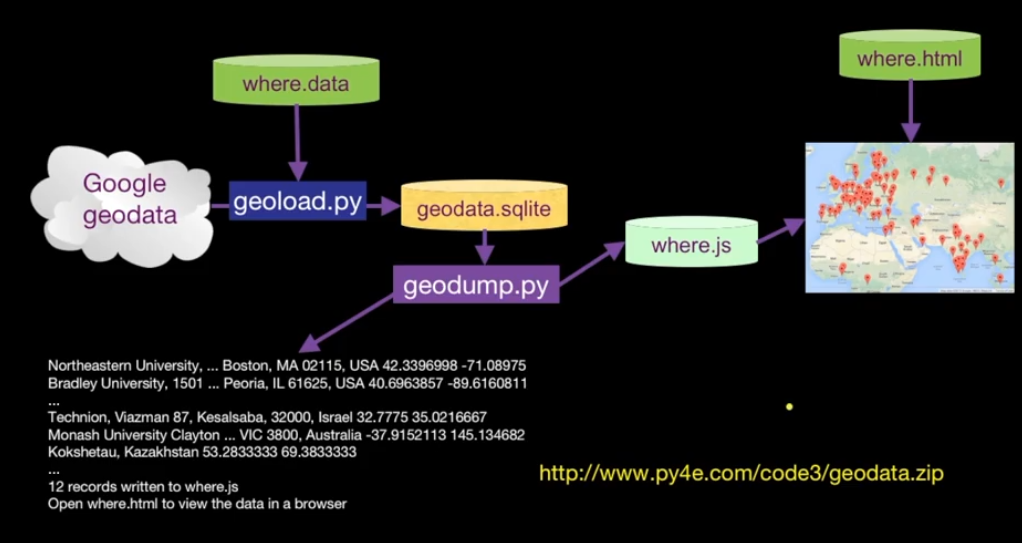 where.data
where.html
Google
geodata
geoload.py
geodata.sqlite
where.js
geodump.py
Northeastern University, ... Boston, MA 02115, USA 42.3396998 -71.08975
Bradley University, 1501 ... Peoria, IL 61625, USA 40.6963857 -89.6160811
...
Technion, Viazman 87, Kesalsaba, 32000, Israel 32.7775 35.0216667
Monash University Clayton ... VIC 3800, Australia -37.9152113 145.134682
Kokshetau, Kazakhstan 53.2833333 69.3833333
...
12 records written to where.js
Open where.html to view the data in a browser
http://www.py4e.com/code3/geodata.zip